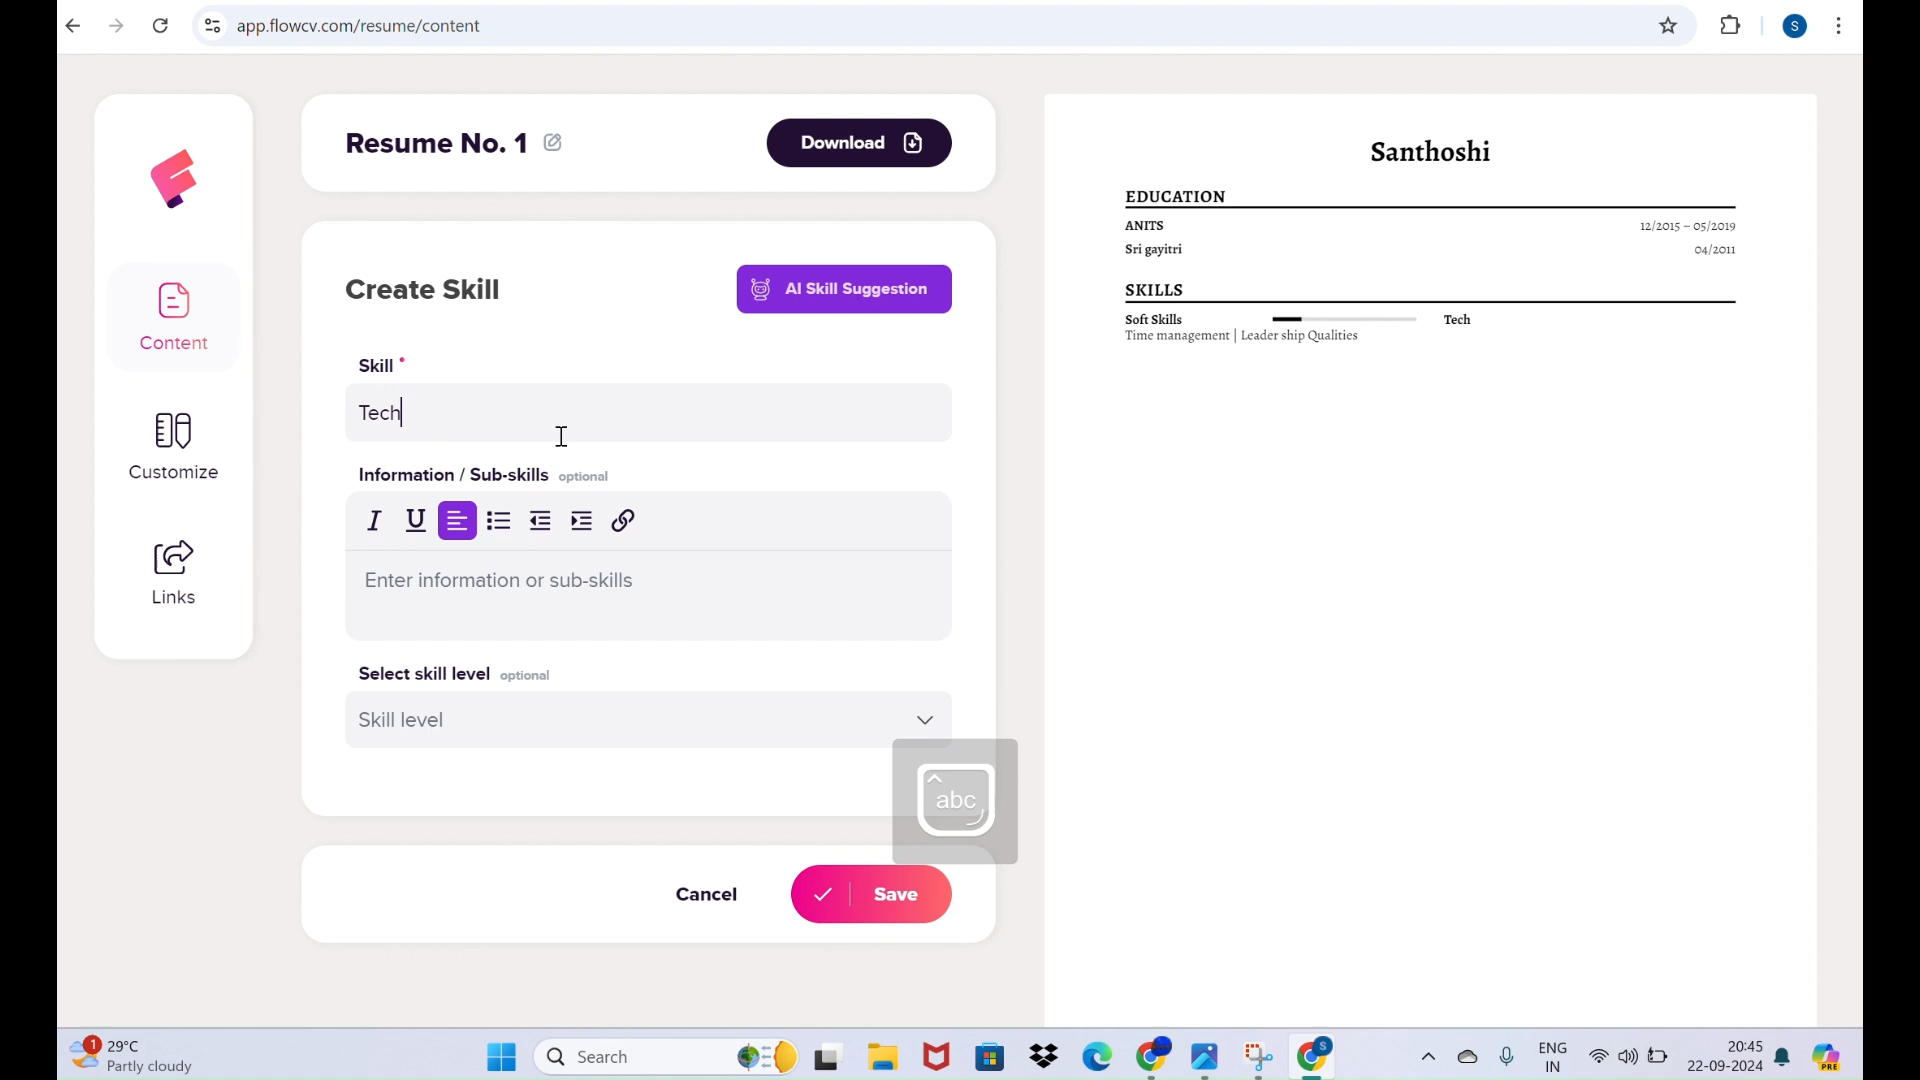 app.flowcv.com/resume/content
S
Resume No. 1
Download
Content
Customize
Links
Create Skill
AI Skill Suggestion
Skill
Tech
Information / Sub-skills optional
Enter information or sub-skills
Select skill level optional
Skill level
abc
Cancel
Save
Santhoshi
EDUCATION
ANITS 12/2015 – 05/2019
Sri gayitri 04/2011
SKILLS
Soft Skills Tech
Time management | Leader ship Qualities
1
29°C
Partly cloudy
Search
S
ENG
IN
20:45
22-09-2024
PRE